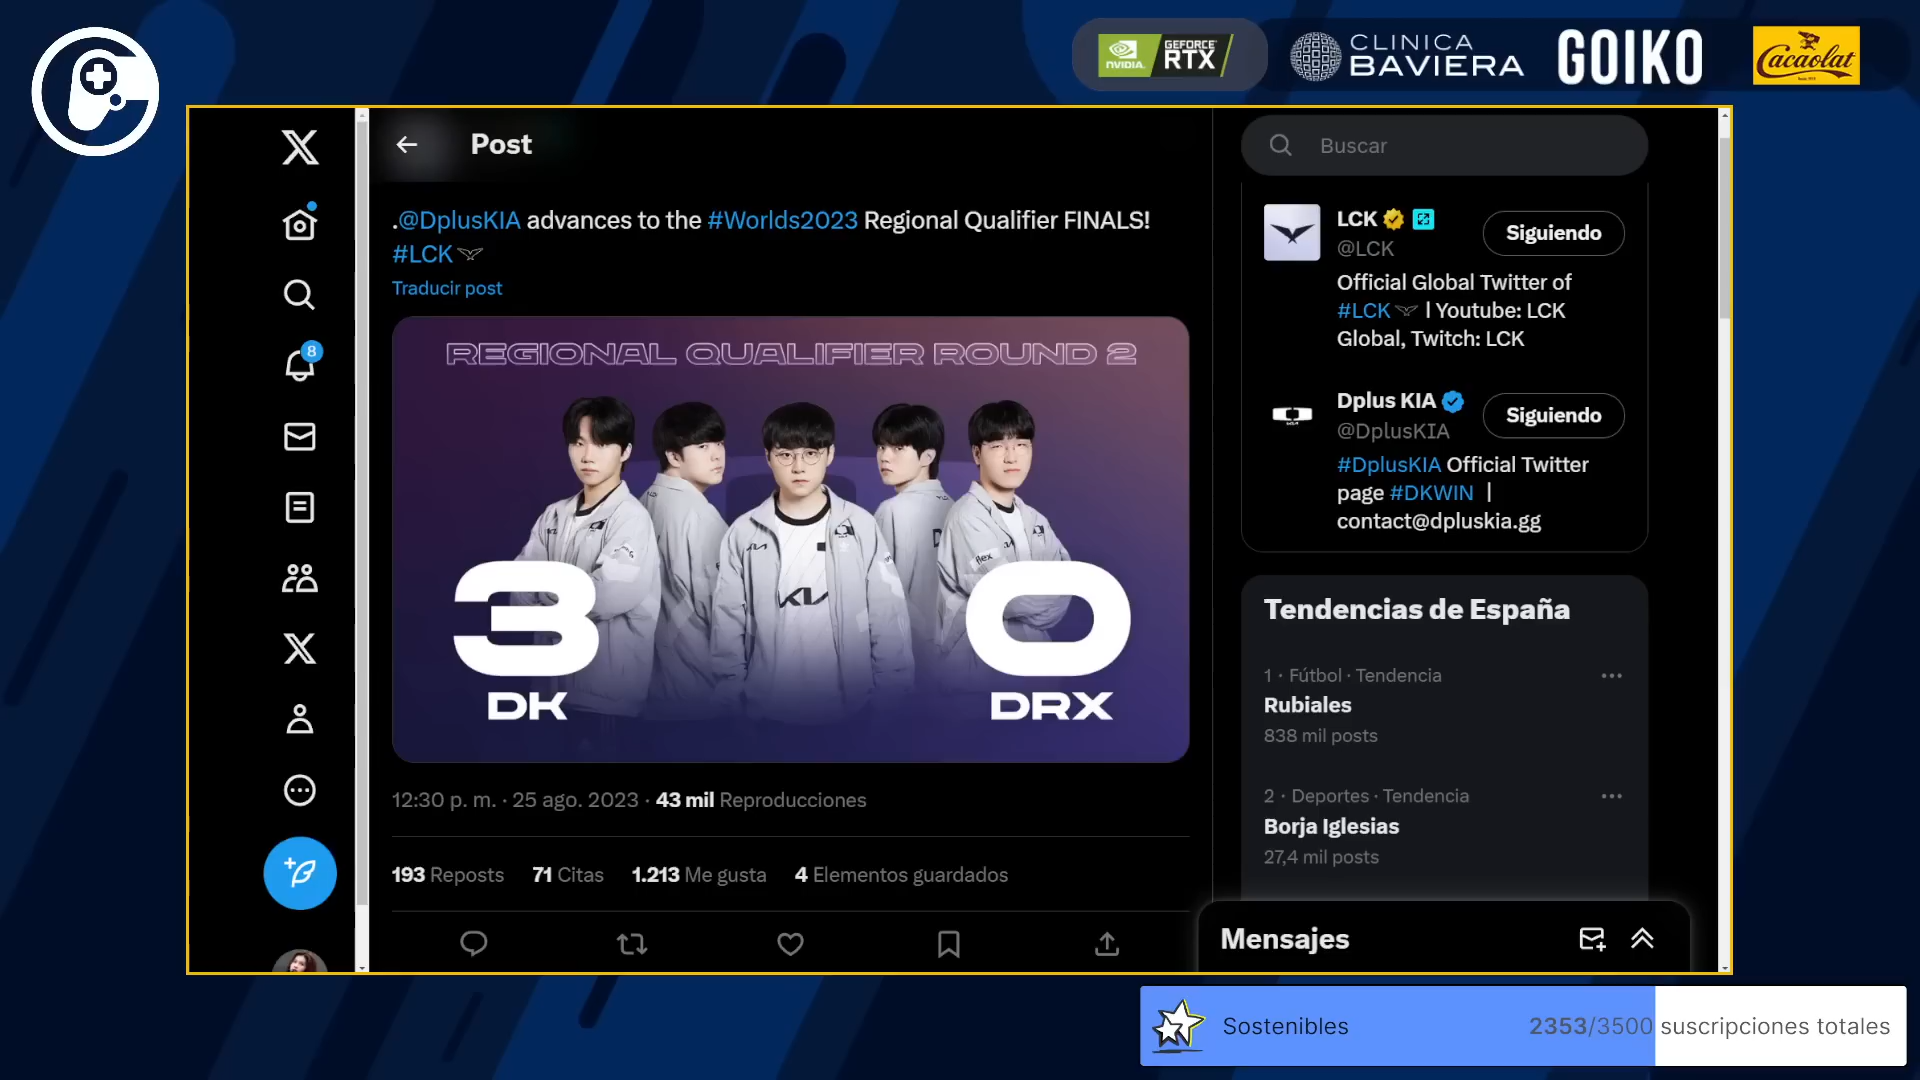 NVIDIA. GEFORCE RTX
CLINICA BAVIERA
GOIKO
Cacaolat
Post
Buscar
.@DplusKIA advances to the #Worlds2023 Regional Qualifier FINALS!
#LCK
Traducir post
REGIONAL QUALIFIER ROUND 2
3
DK
0
DRX
12:30 p. m. · 25 ago. 2023 · 43 mil Reproducciones
193 Reposts 71 Citas 1.213 Me gusta 4 Elementos guardados
8
LCK
@LCK
Siguiendo
Official Global Twitter of
#LCK | Youtube: LCK
Global, Twitch: LCK
Dplus KIA
@DplusKIA
Siguiendo
#DplusKIA Official Twitter
page #DKWIN |
contact@dpluskia.gg
Tendencias de España
1 · Fútbol · Tendencia
Rubiales
838 mil posts
2 · Deportes · Tendencia
Borja Iglesias
27,4 mil posts
Mensajes
Sostenibles 2353/3500 suscripciones totales